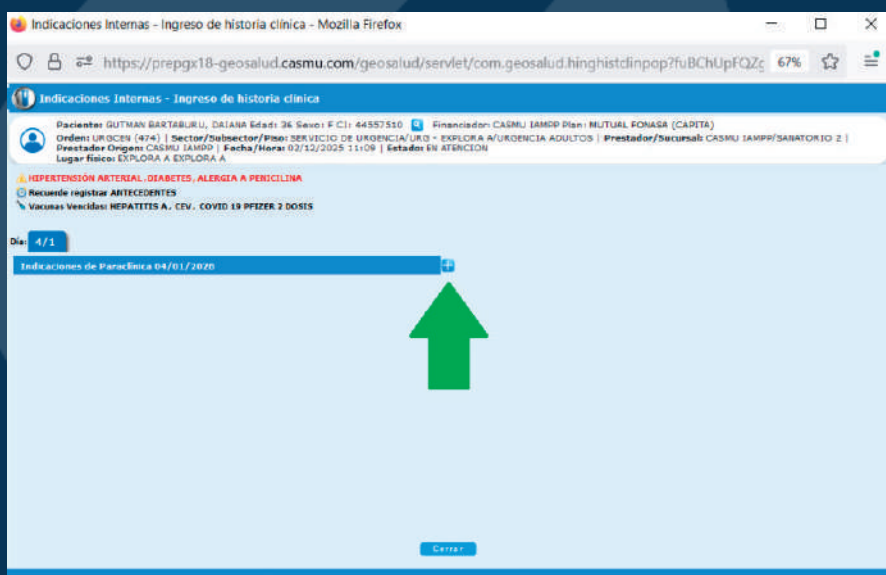 Indicaciones Internas - Ingreso de historia clínica - Mozilla Firefox
https://prepgx18-geosalud.casmu.com/geosalud/servlet/com.geosalud.hinghistclinpop?fuBChUpFQZg 67%
Indicaciones Internas - Ingreso de historia clínica
Paciente: GUTMAN BARTABURU, DAIANA Edad: 36 Sexo: F CI: 44557510 Financiador: CASMU IAMPP Plan: MUTUAL FONASA (CAPITA)
Orden: URGCEN (474) | Sector/Subsector/Piso: SERVICIO DE URGENCIA/URG - EXPLORA A/URGENCIA ADULTOS | Prestador/Sucursal: CASMU IAMPP/SANATORIO 2 |
Prestador Origen: CASMU IAMPP | Fecha/Hora: 02/12/2025 11:09 | Estado: EN ATENCION
Lugar físico: EXPLORA A EXPLORA A
HIPERTENSIÓN ARTERIAL.DIABETES, ALERGIA A PENICILINA
Recuerde registrar ANTECEDENTES
Vacunas Vencidas: HEPATITIS A, CEV, COVID 19 PFIZER 2 DOSIS
Dia: 4/1
Indicaciones de Paraclínica 04/01/2026
Cerrar